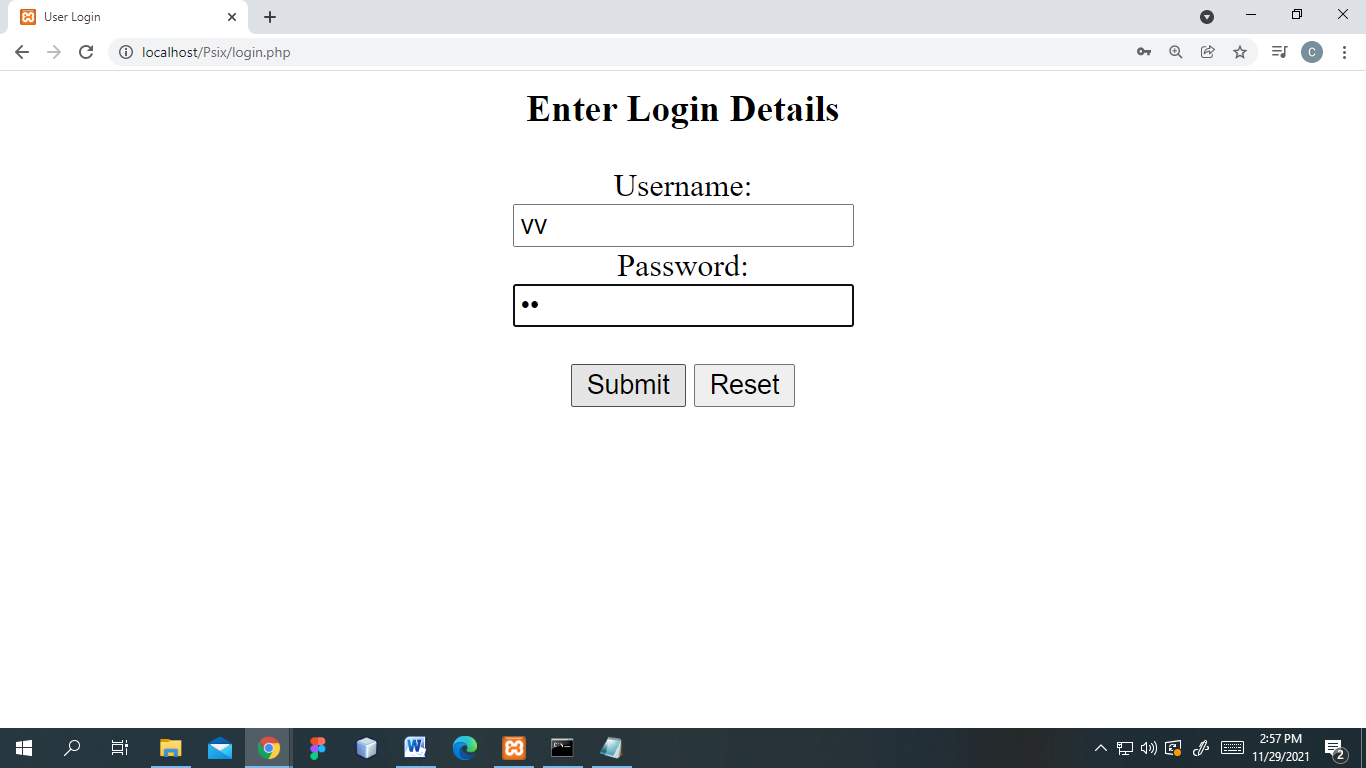 User Login
localhost/Psix/login.php
C
Enter Login Details
Username:
vv
Password:
••
Submit Reset
2:57 PM
11/29/2021
2